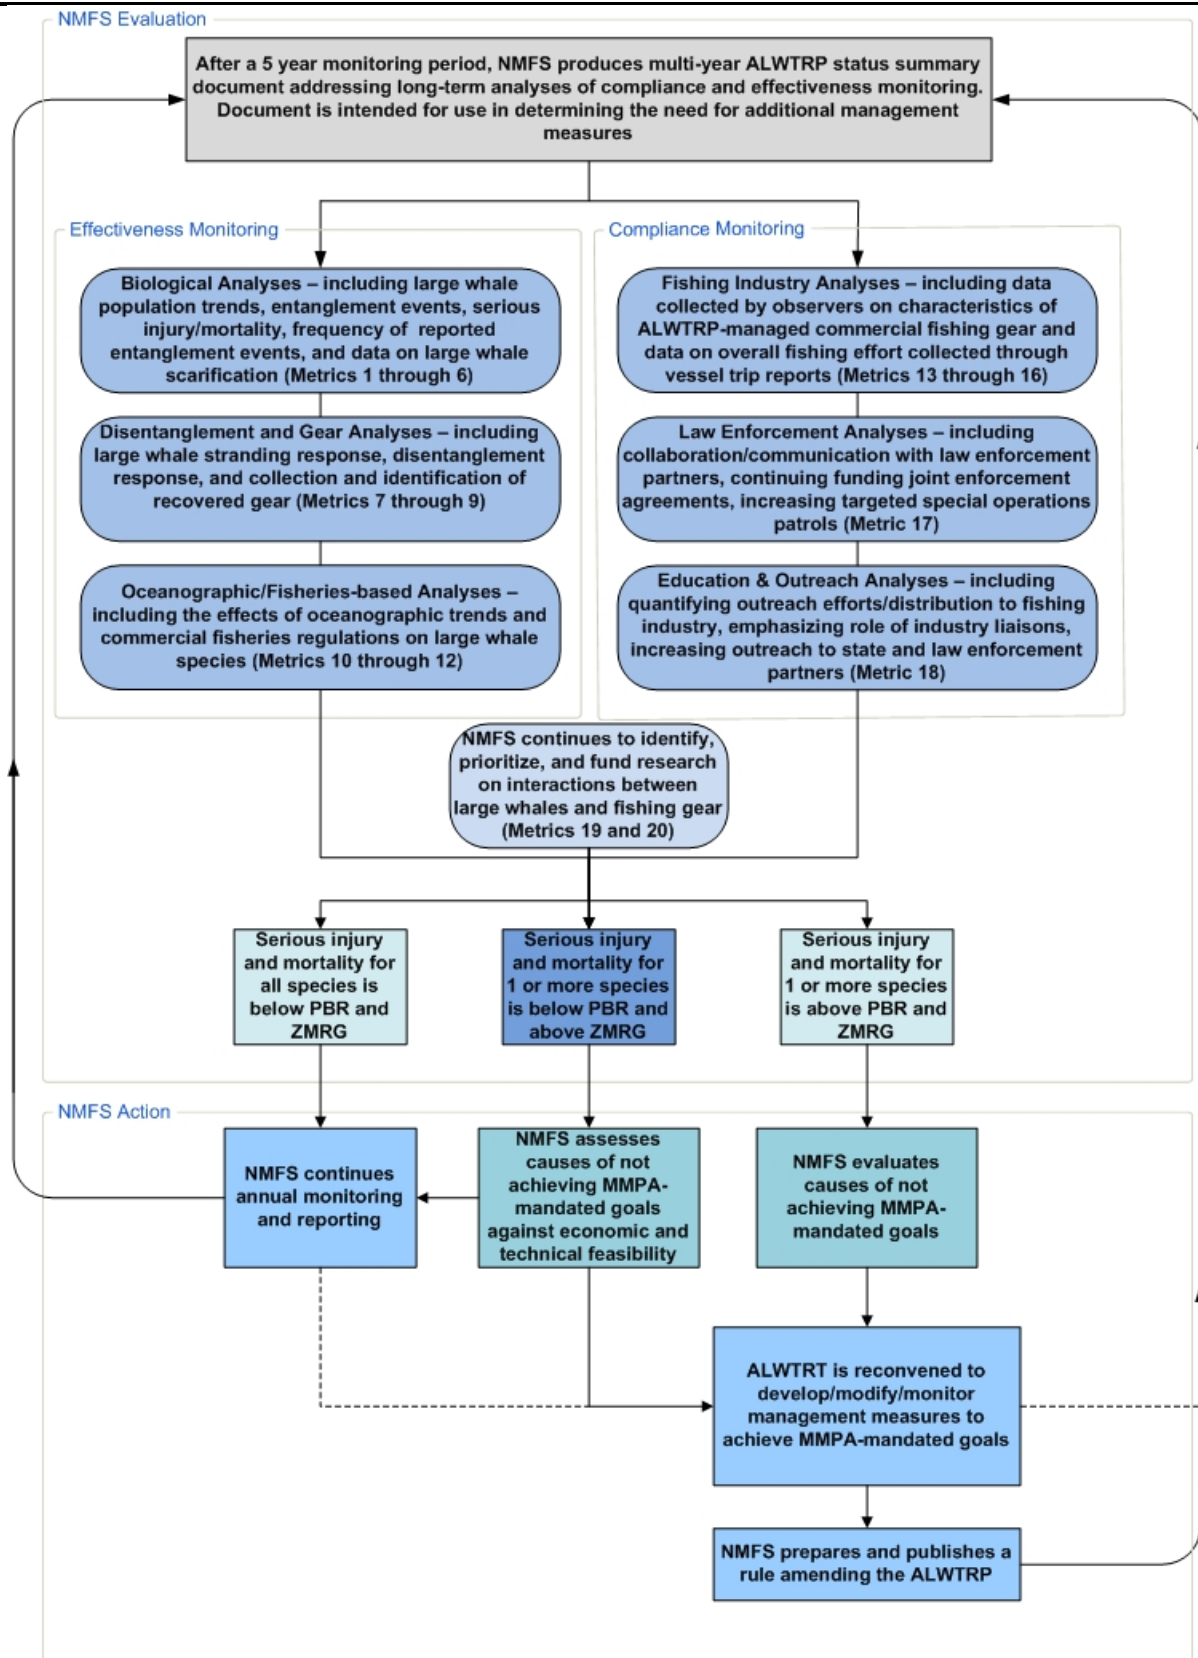 NMFS Evaluation
After a 5 year monitoring period, NMFS produces multi-year ALWTRP status summary
document addressing long-term analyses of compliance and effectiveness monitoring.
Document is intended for use in determining the need for additional management
measures
Effectiveness Monitoring
Biological Analyses – including large whale
population trends, entanglement events, serious
injury/mortality, frequency of reported
entanglement events, and data on large whale
scarification (Metrics 1 through 6)
Disentanglement and Gear Analyses – including
large whale stranding response, disentanglement
response, and collection and identification of
recovered gear (Metrics 7 through 9)
Oceanographic/Fisheries-based Analyses –
including the effects of oceanographic trends and
commercial fisheries regulations on large whale
species (Metrics 10 through 12)
Compliance Monitoring
Fishing Industry Analyses – including data
collected by observers on characteristics of
ALWTRP-managed commercial fishing gear and
data on overall fishing effort collected through
vessel trip reports (Metrics 13 through 16)
Law Enforcement Analyses – including
collaboration/communication with law enforcement
partners, continuing funding joint enforcement
agreements, increasing targeted special operations
patrols (Metric 17)
Education & Outreach Analyses – including
quantifying outreach efforts/distribution to fishing
industry, emphasizing role of industry liaisons,
increasing outreach to state and law enforcement
partners (Metric 18)
NMFS continues to identify,
prioritize, and fund research
on interactions between
large whales and fishing gear
(Metrics 19 and 20)
Serious injury
and mortality for
all species is
below PBR and
ZMRG
Serious injury
and mortality for
1 or more species
is below PBR and
above ZMRG
Serious injury
and mortality for
1 or more species
is above PBR and
ZMRG
NMFS Action
NMFS continues
annual monitoring
and reporting
NMFS assesses
causes of not
achieving MMPA-
mandated goals
against economic and
technical feasibility
NMFS evaluates
causes of not
achieving MMPA-
mandated goals
ALWTRT is reconvened to
develop/modify/monitor
management measures to
achieve MMPA-mandated goals
NMFS prepares and publishes a
rule amending the ALWTRP